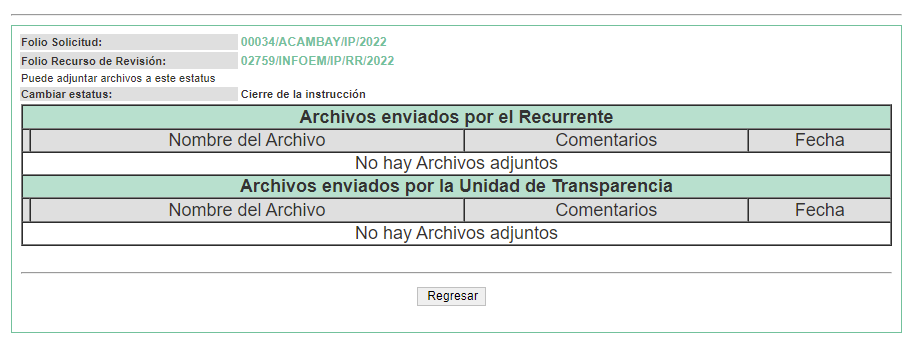 Folio Solicitud: 00034/ACAMBAY/IP/2022
Folio Recurso de Revisión: 02759/INFOEM/IP/RR/2022
Puede adjuntar archivos a este estatus
Cambiar estatus: Cierre de la instrucción
Archivos enviados por el Recurrente
Nombre del Archivo Comentarios Fecha
No hay Archivos adjuntos
Archivos enviados por la Unidad de Transparencia
Nombre del Archivo Comentarios Fecha
No hay Archivos adjuntos
Regresar